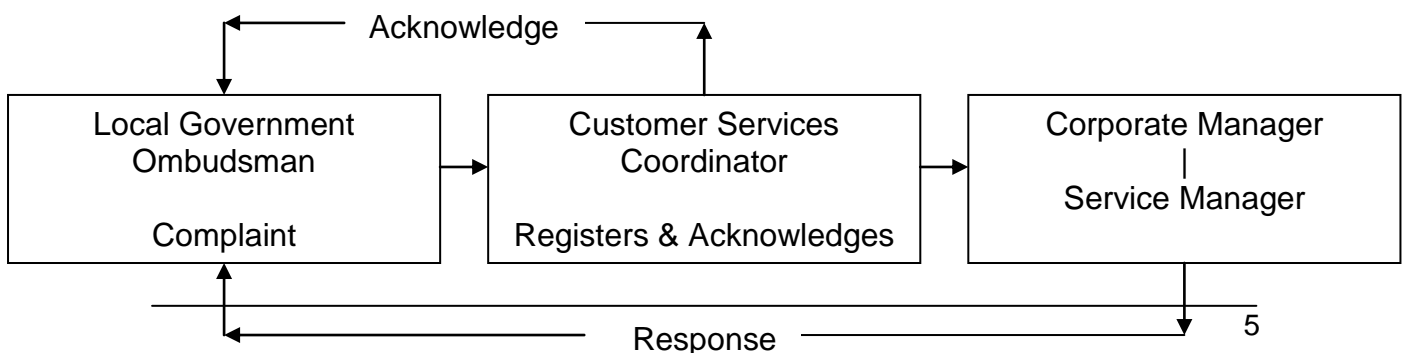 Acknowledge
Local Government
Ombudsman
Complaint
Customer Services
Coordinator
Registers & Acknowledges
Corporate Manager
|
Service Manager
Response
5